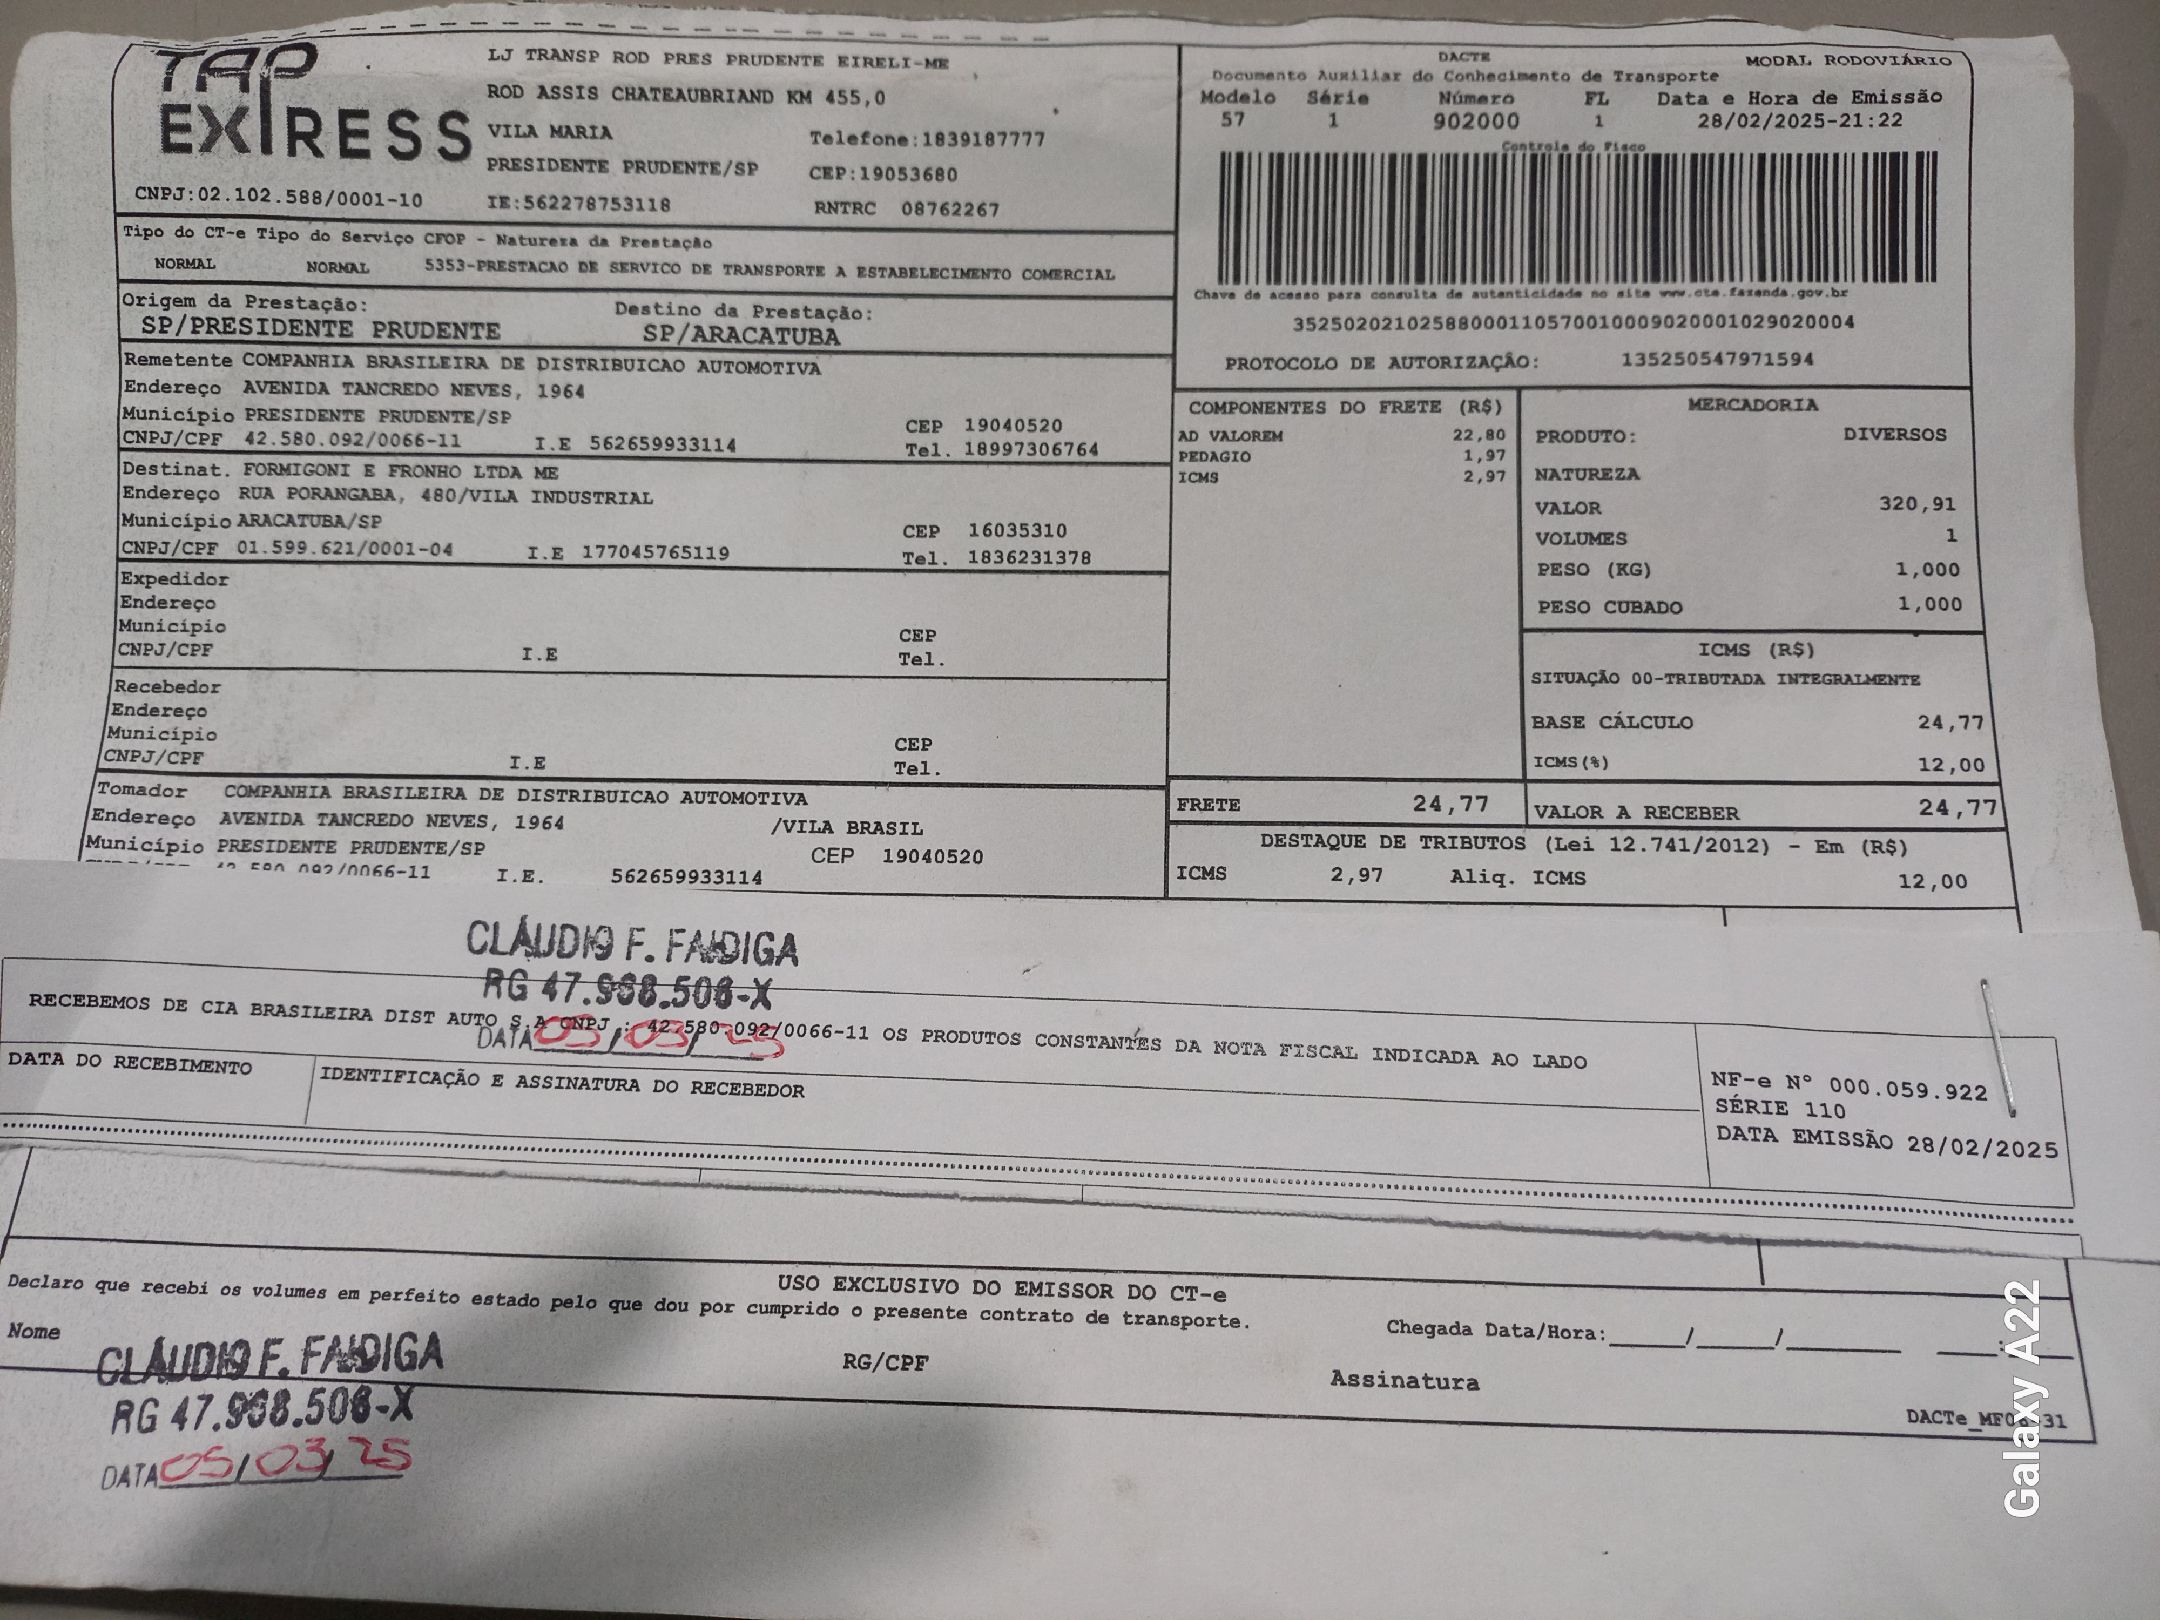 TAP
EXPRESS
LJ TRANSP ROD PRES PRUDENTE EIRELI-ME
ROD ASSIS CHATEAUBRIAND KM 455,0
VILA MARIA Telefone:1839187777
PRESIDENTE PRUDENTE/SP CEP:19053680
CNPJ:02.102.588/0001-10 IE:562278753118 RNTRC 08762267
DACTE MODAL RODOVIÁRIO
Documento Auxiliar do Conhecimento de Transporte
Modelo Série Número FL Data e Hora de Emissão
57 1 902000 1 28/02/2025-21:22
Controle do Fisco
Chave de acesso para consulta de autenticidade no site www.cte.fazenda.gov.br
35250202102588000110570010009020001029020004
PROTOCOLO DE AUTORIZAÇÃO: 135250547971594
Tipo do CT-e Tipo do Serviço CFOP - Natureza da Prestação
NORMAL NORMAL 5353-PRESTACAO DE SERVICO DE TRANSPORTE A ESTABELECIMENTO COMERCIAL
Origem da Prestação: Destino da Prestação:
SP/PRESIDENTE PRUDENTE SP/ARACATUBA
Remetente COMPANHIA BRASILEIRA DE DISTRIBUICAO AUTOMOTIVA
Endereço AVENIDA TANCREDO NEVES, 1964
Município PRESIDENTE PRUDENTE/SP CEP 19040520
CNPJ/CPF 42.580.092/0066-11 I.E 562659933114 Tel. 18997306764
Destinat. FORMIGONI E FRONHO LTDA ME
Endereço RUA PORANGABA, 480/VILA INDUSTRIAL
Município ARACATUBA/SP CEP 16035310
CNPJ/CPF 01.599.621/0001-04 I.E 177045765119 Tel. 1836231378
Expedidor
Endereço
Município CEP
CNPJ/CPF I.E Tel.
Recebedor
Endereço
Município CEP
CNPJ/CPF I.E Tel.
Tomador COMPANHIA BRASILEIRA DE DISTRIBUICAO AUTOMOTIVA
Endereço AVENIDA TANCREDO NEVES, 1964 /VILA BRASIL
Município PRESIDENTE PRUDENTE/SP CEP 19040520
42.580.092/0066-11 I.E. 562659933114
COMPONENTES DO FRETE (R$)
AD VALOREM 22,80
PEDAGIO 1,97
ICMS 2,97
MERCADORIA
PRODUTO: DIVERSOS
NATUREZA
VALOR 320,91
VOLUMES 1
PESO (KG) 1,000
PESO CUBADO 1,000
ICMS (R$)
SITUAÇÃO 00-TRIBUTADA INTEGRALMENTE
BASE CÁLCULO 24,77
ICMS(%) 12,00
FRETE 24,77 VALOR A RECEBER 24,77
DESTAQUE DE TRIBUTOS (Lei 12.741/2012) - Em (R$)
ICMS 2,97 Aliq. ICMS 12,00
CLÁUDIO F. FAIDIGA
RG 47.968.506-X
DATA 05/03/25
RECEBEMOS DE CIA BRASILEIRA DIST AUTO S.A CNPJ : 42.580.092/0066-11 OS PRODUTOS CONSTANTES DA NOTA FISCAL INDICADA AO LADO
DATA DO RECEBIMENTO IDENTIFICAÇÃO E ASSINATURA DO RECEBEDOR
NF-e Nº 000.059.922
SÉRIE 110
DATA EMISSÃO 28/02/2025
USO EXCLUSIVO DO EMISSOR DO CT-e
Declaro que recebi os volumes em perfeito estado pelo que dou por cumprido o presente contrato de transporte.
Nome RG/CPF Assinatura Chegada Data/Hora:____/____/______ ____:____
CLÁUDIO F. FAIDIGA
RG 47.968.506-X
DATA 05/03/25
Galaxy A22